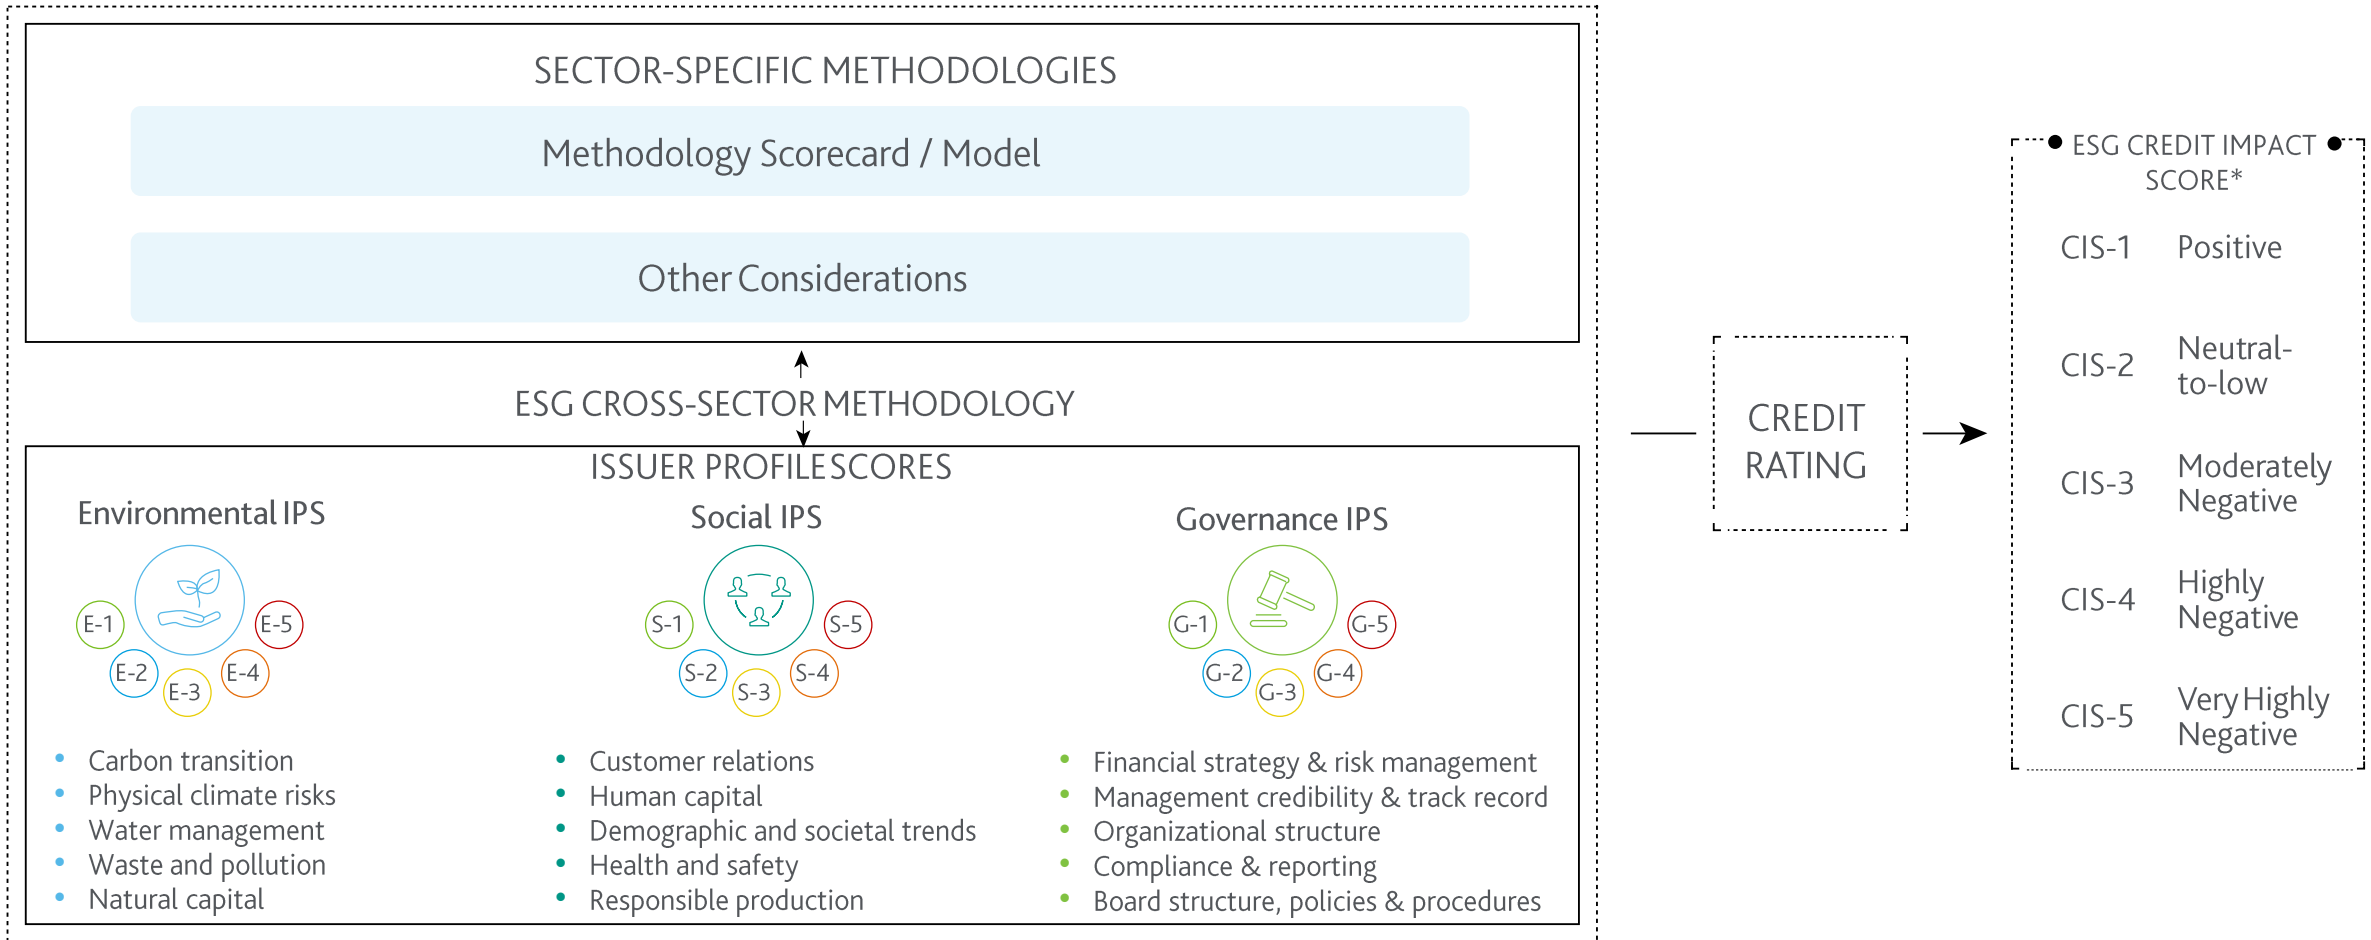 SECTOR-SPECIFIC METHODOLOGIES
Methodology Scorecard / Model
Other Considerations
ESG CROSS-SECTOR METHODOLOGY
ISSUER PROFILE SCORES
Environmental IPS
E-1
E-2
E-3
E-4
E-5
• Carbon transition
• Physical climate risks
• Water management
• Waste and pollution
• Natural capital
Social IPS
S-1
S-2
S-3
S-4
S-5
• Customer relations
• Human capital
• Demographic and societal trends
• Health and safety
• Responsible production
Governance IPS
G-1
G-2
G-3
G-4
G-5
• Financial strategy & risk management
• Management credibility & track record
• Organizational structure
• Compliance & reporting
• Board structure, policies & procedures
CREDIT
RATING
ESG CREDIT IMPACT
SCORE*
CIS-1 Positive
CIS-2 Neutral-
to-low
CIS-3 Moderately
Negative
CIS-4 Highly
Negative
CIS-5 Very Highly
Negative